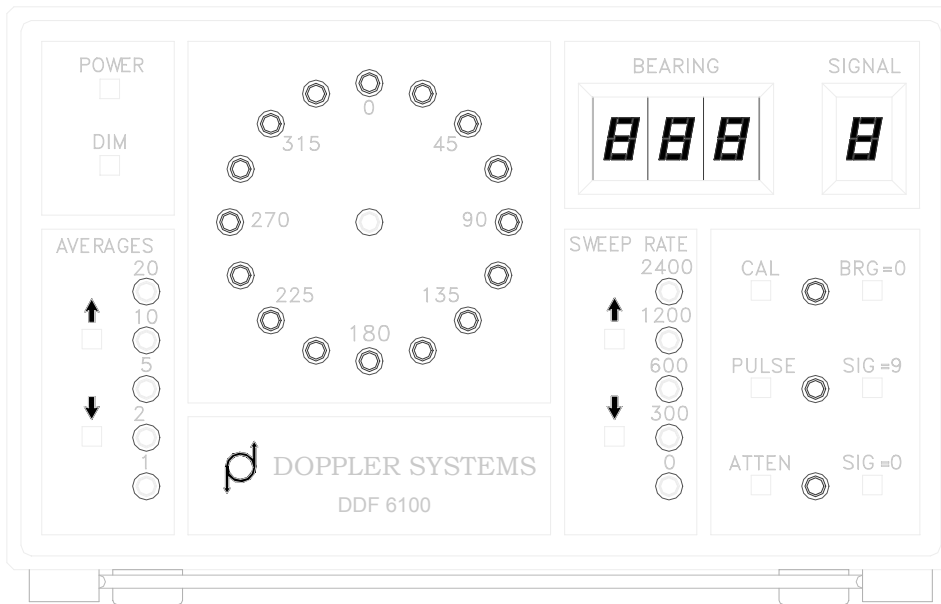 POWER
DIM
0
45
90
135
180
225
270
315
BEARING
888
SIGNAL
8
AVERAGES
20
10
5
2
1
SWEEP RATE
2400
1200
600
300
0
CAL BRG=0
PULSE SIG=9
ATTEN SIG=0
DOPPLER SYSTEMS
DDF 6100